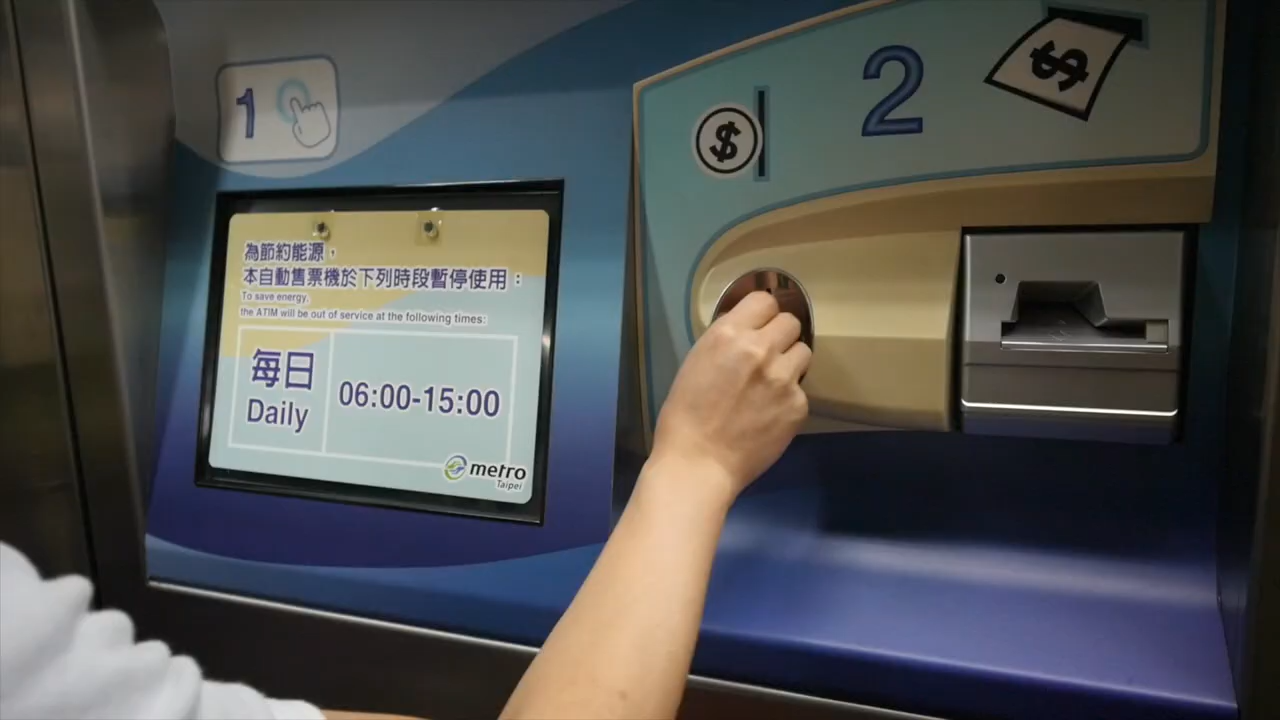 1
2
$
$
為節約能源，
本自動售票機於下列時段暫停使用：
To save energy,
the ATIM will be out of service at the following times:
每日
Daily
06:00-15:00
metro
Taipei